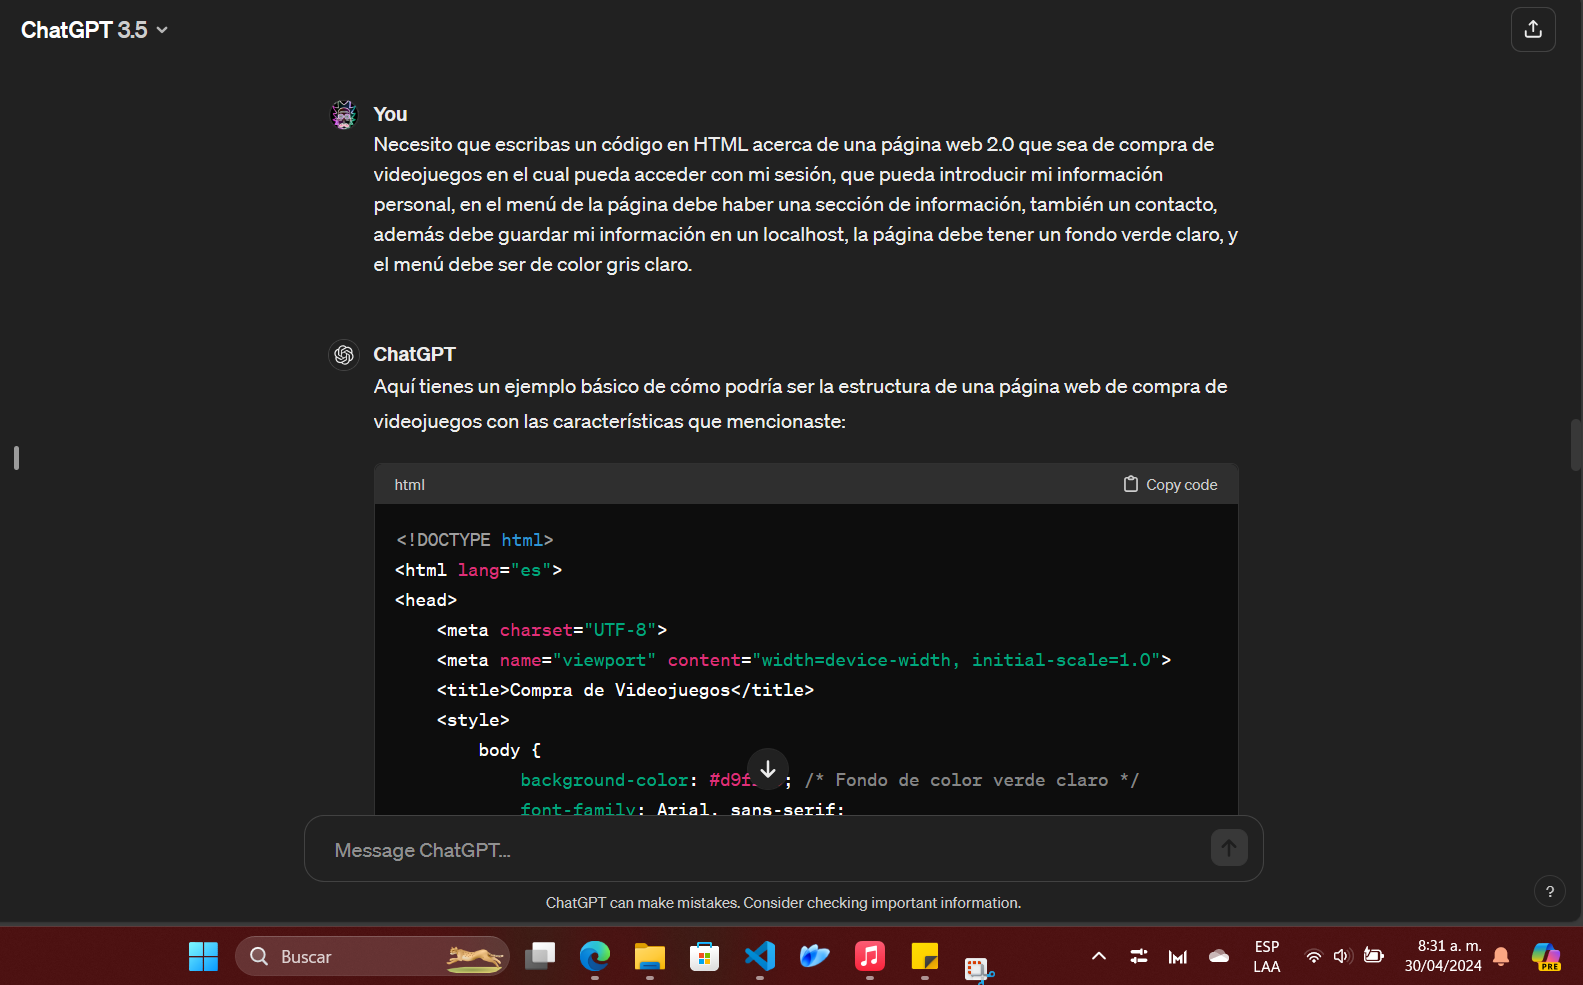 ChatGPT 3.5
You
Necesito que escribas un código en HTML acerca de una página web 2.0 que sea de compra de
videojuegos en el cual pueda acceder con mi sesión, que pueda introducir mi información
personal, en el menú de la página debe haber una sección de información, también un contacto,
además debe guardar mi información en un localhost, la página debe tener un fondo verde claro, y
el menú debe ser de color gris claro.
ChatGPT
Aquí tienes un ejemplo básico de cómo podría ser la estructura de una página web de compra de
videojuegos con las características que mencionaste:
html
Copy code
<!DOCTYPE html>
<html lang="es">
<head>
<meta charset="UTF-8">
<meta name="viewport" content="width=device-width, initial-scale=1.0">
<title>Compra de Videojuegos</title>
<style>
body {
background-color: ; /* Fondo de color verde claro */
font-family: Arial, sans-serif;
Message ChatGPT...
ChatGPT can make mistakes. Consider checking important information.
?
Buscar
ESP
LAA
8:31 a. m.
30/04/2024
PRE